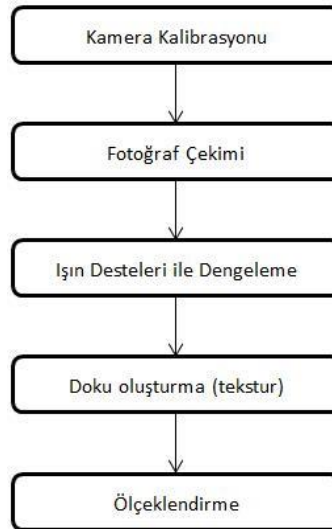 Kamera Kalibrasyonu
Fotoğraf Çekimi
Işın Desteleri ile Dengeleme
Doku oluşturma (tekstur)
Ölçeklendirme